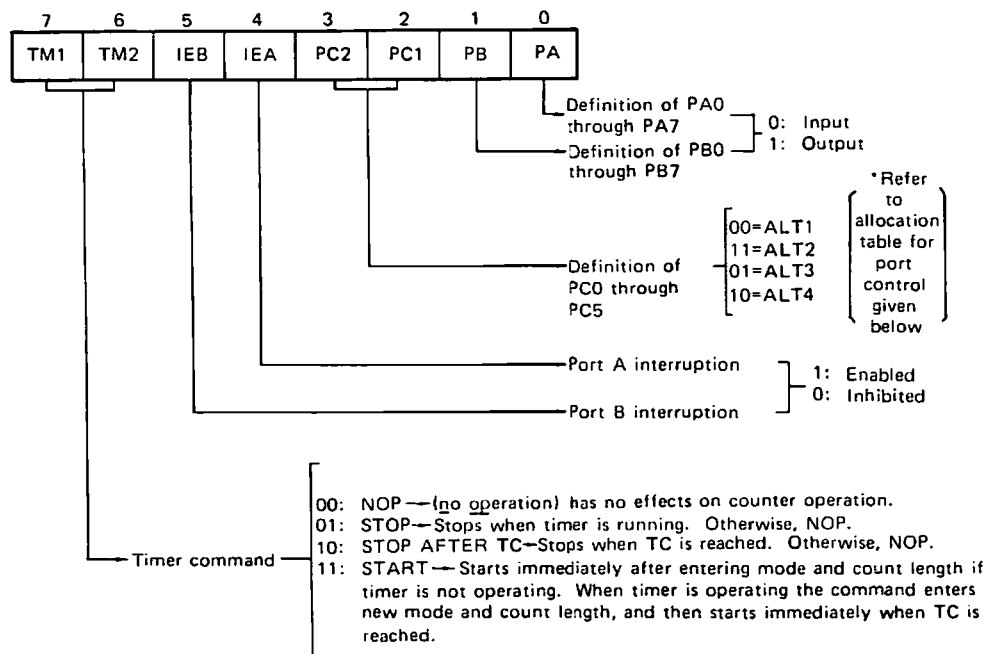 7 6 5 4 3 2 1 0
TM1 TM2 IEB IEA PC2 PC1 PB PA
Definition of PA0
through PA7
0: Input
1: Output
Definition of PB0
through PB7
*Refer
to
allocation
table for
port
control
given
below
00=ALT1
11=ALT2
01=ALT3
10=ALT4
Definition of
PC0 through
PC5
Port A interruption
1: Enabled
0: Inhibited
Port B interruption
Timer command
00: NOP — (no operation) has no effects on counter operation.
01: STOP — Stops when timer is running. Otherwise, NOP.
10: STOP AFTER TC — Stops when TC is reached. Otherwise, NOP.
11: START — Starts immediately after entering mode and count length if
timer is not operating. When timer is operating the command enters
new mode and count length, and then starts immediately when TC is
reached.